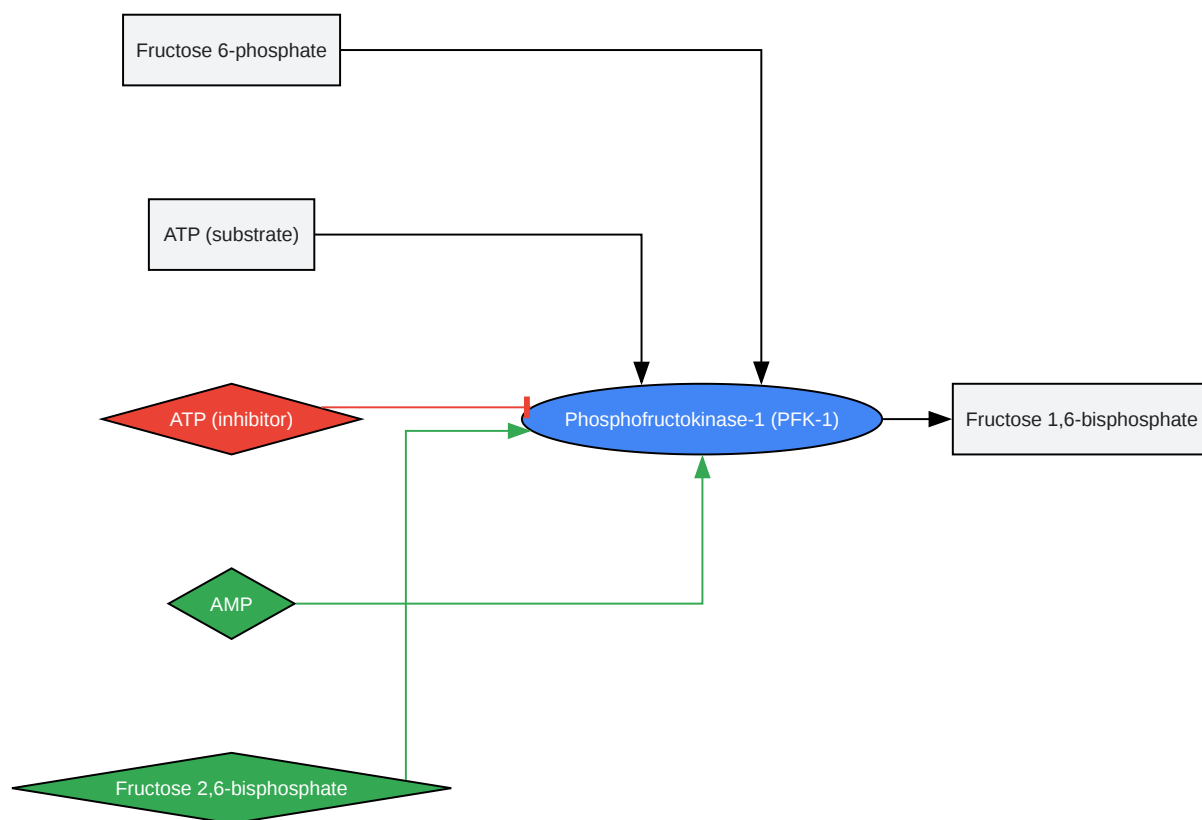 Fructose 6-phosphate
ATP (substrate)
ATP (inhibitor)
Phosphofructokinase-1 (PFK-1)
Fructose 1,6-bisphosphate
AMP
Fructose 2,6-bisphosphate